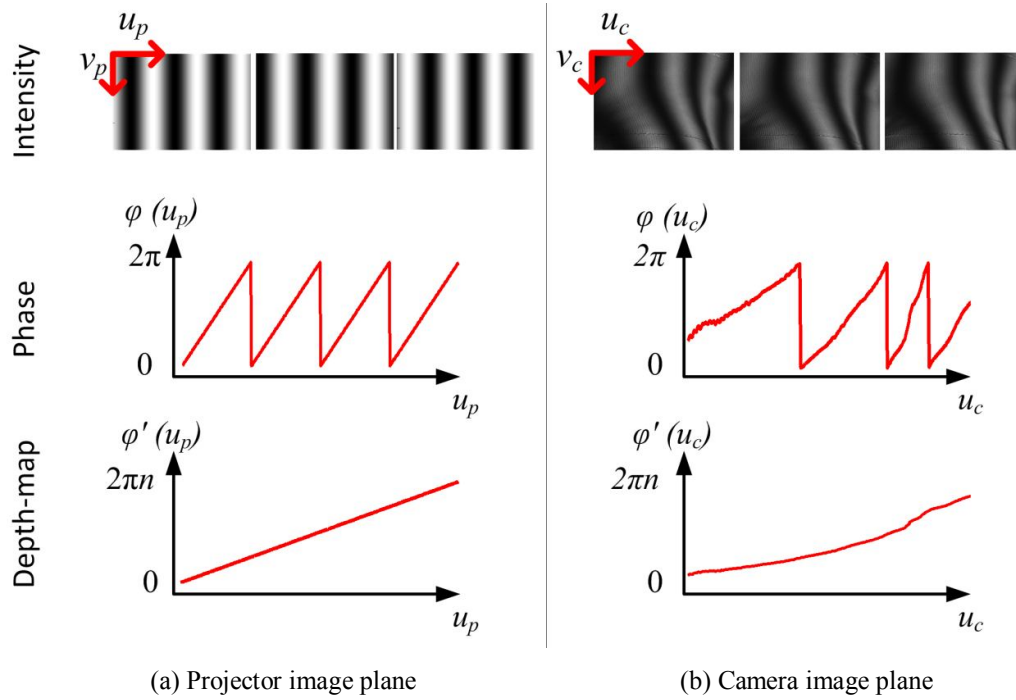 u_p
v_p
Intensity
φ (u_p)
2π
Phase
0
u_p
φ' (u_p)
2πn
Depth-map
0
u_p
(a) Projector image plane
u_c
v_c
φ (u_c)
2π
0
u_c
φ' (u_c)
2πn
0
u_c
(b) Camera image plane